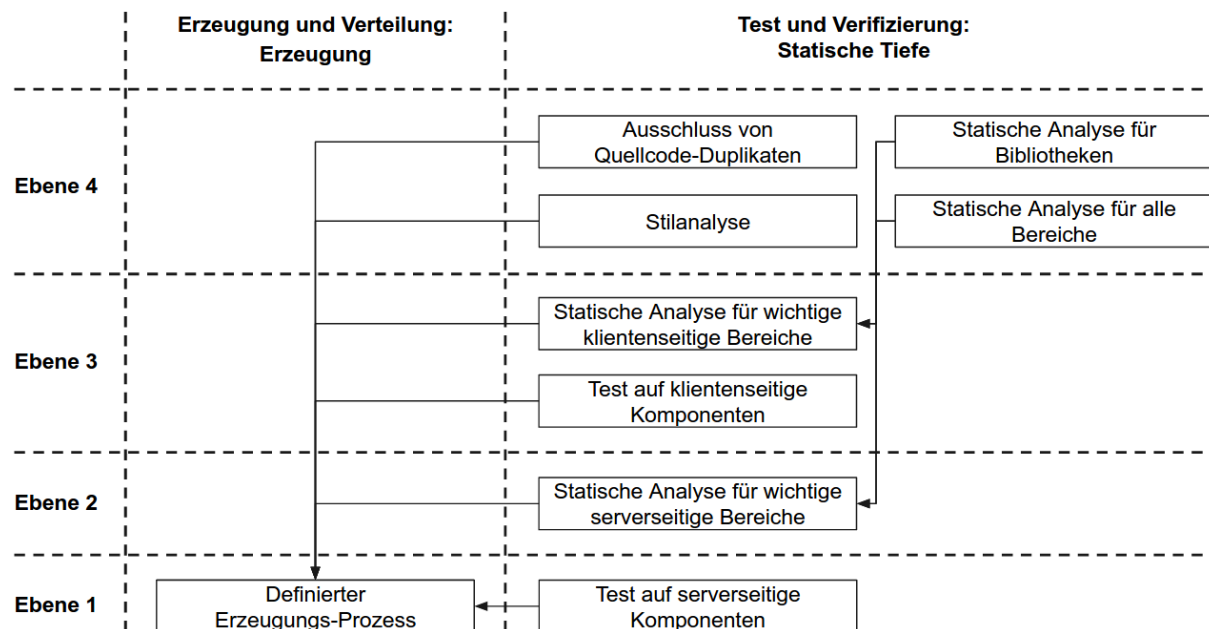 Erzeugung und Verteilung:
Erzeugung
Test und Verifizierung:
Statische Tiefe
Ebene 4
Ausschluss von
Quellcode-Duplikaten
Statische Analyse für
Bibliotheken
Stilanalyse
Statische Analyse für alle
Bereiche
Ebene 3
Statische Analyse für wichtige
klientenseitige Bereiche
Test auf klientenseitige
Komponenten
Ebene 2
Statische Analyse für wichtige
serverseitige Bereiche
Ebene 1
Definierter
Erzeugungs-Prozess
Test auf serverseitige
Komponenten